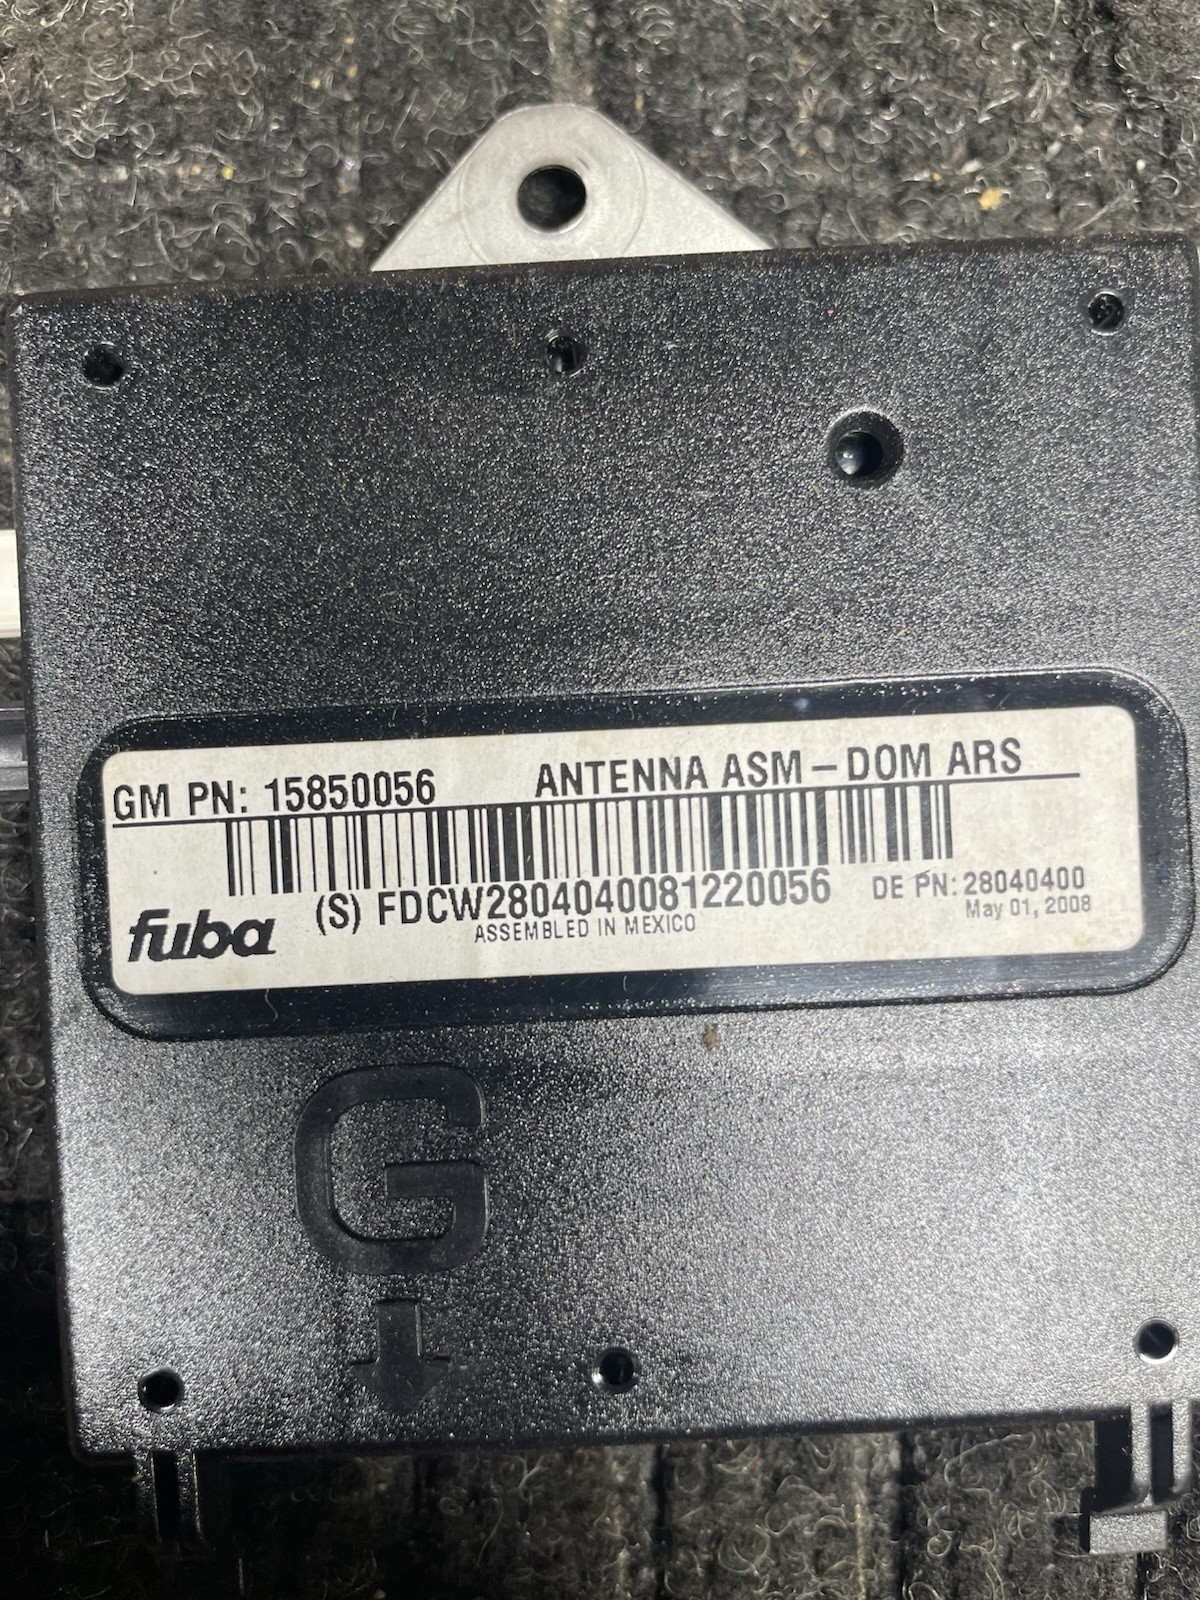 GM PN: 15850056 ANTENNA ASM – DOM ARS
(S) FDCW2804040081220056 DE PN: 28040400
fuba ASSEMBLED IN MEXICO May 01, 2008
G